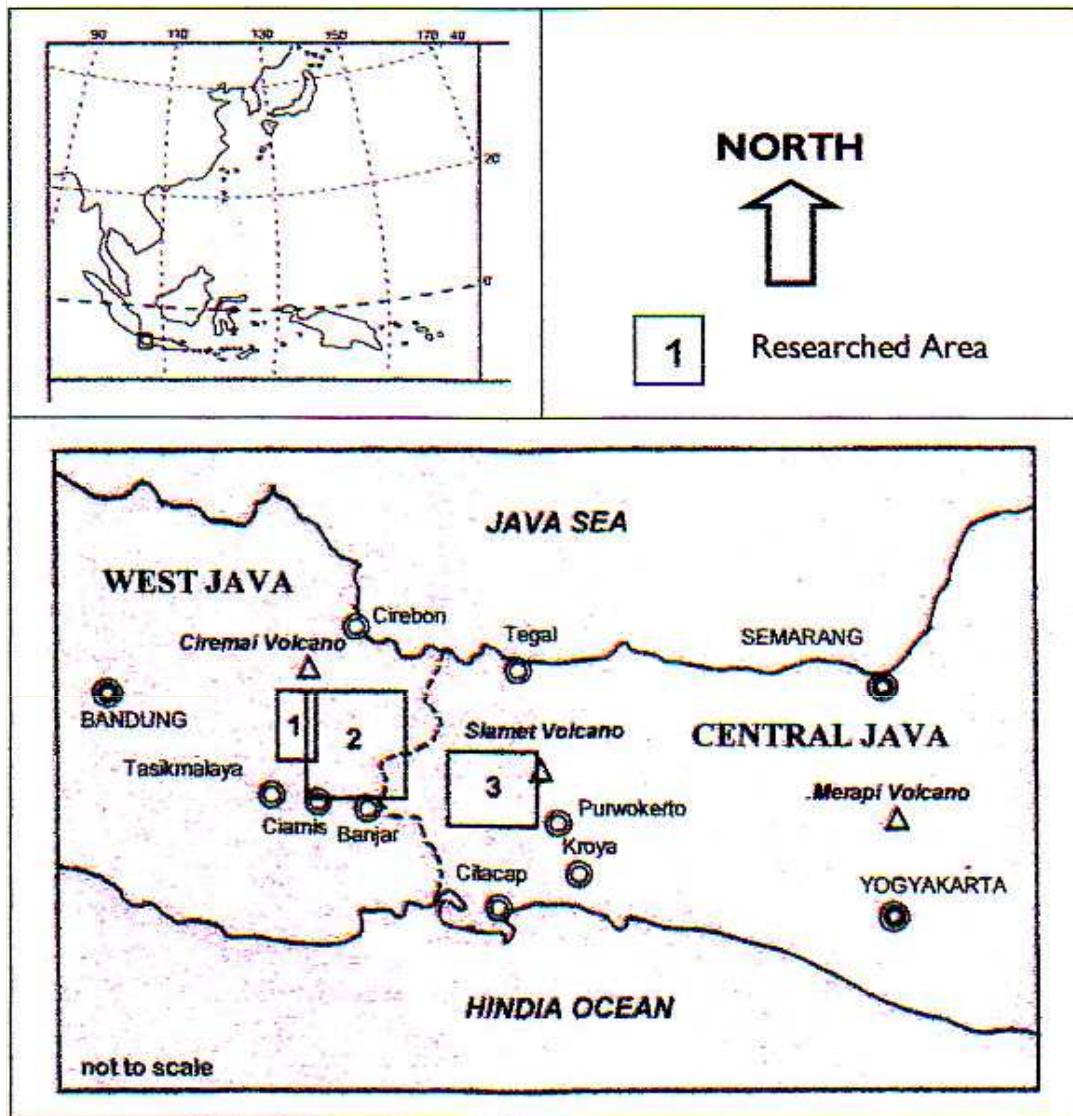 90 110 130 150 170 40
20'
0'
NORTH
1 Researched Area
JAVA SEA
WEST JAVA
Cirebon
Tegal
SEMARANG
Ciremai Volcano
BANDUNG
1
2
Slamet Volcano
CENTRAL JAVA
Tasikmalaya
3
Merapi Volcano
Ciamis
Banjar
Purwokerto
Kroya
Cilacap
YOGYAKARTA
HINDIA OCEAN
not to scale